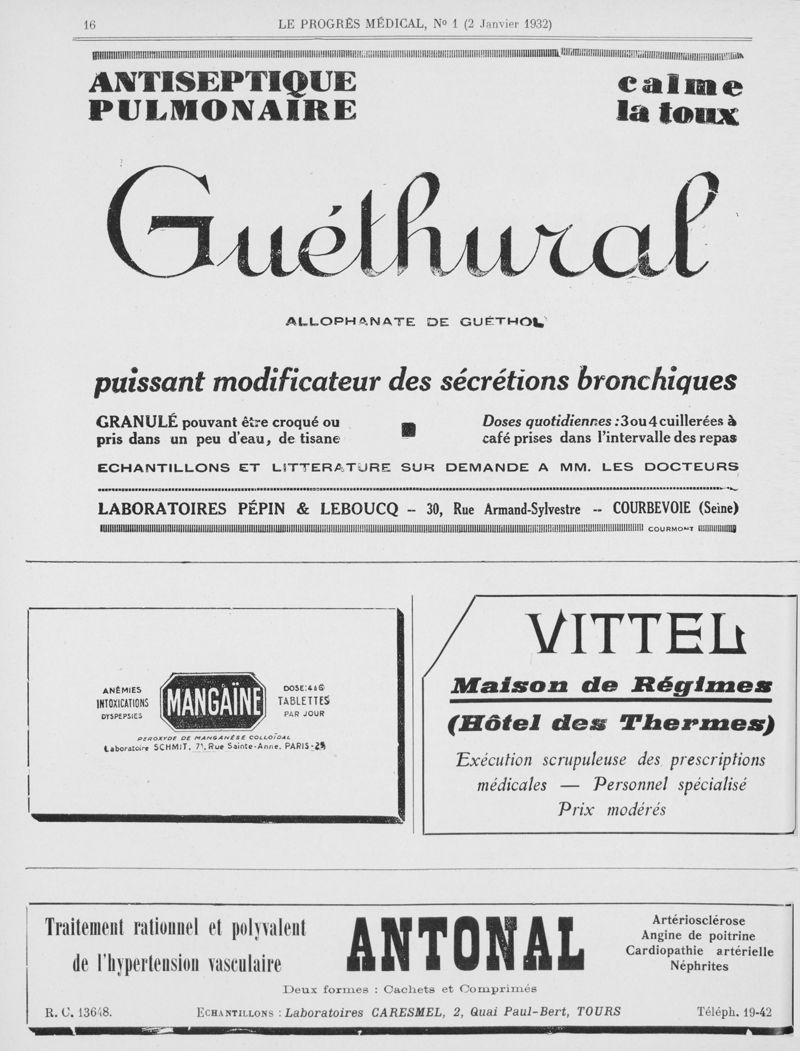 16
LE PROGRÊS MÉDICAL, No 1 (2 Janvier 1932)
ANTISEPTIQUE
PULMONAIRE
calme
la toux
Guéthural
ALLOPHANATE DE GUÉTHOL
puissant modificateur des sécrétions bronchiques
GRANULÉ pouvant être croqué ou
pris dans un peu d'eau, de tisane
Doses quotidiennes : 3 ou 4 cuillerées à
café prises dans l'intervalle des repas
ECHANTILLONS ET LITTERATURE SUR DEMANDE A MM. LES DOCTEURS
LABORATOIRES PÉPIN & LEBOUCQ -- 30, Rue Armand-Sylvestre -- COURBEVOIE (Seine)
COURMONT
ANÉMIES
INTOXICATIONS
DYSPEPSIES
MANGAÏNE
DOSE: 4 à 6
TABLETTES
PAR JOUR
PEROXYDE DE MANGANÈSE COLLOÏDAL
Laboratoire SCHMIT, 71, Rue Sainte-Anne, PARIS-2e
VITTEL
Maison de Régimes
(Hôtel des Thermes)
Exécution scrupuleuse des prescriptions
médicales — Personnel spécialisé
Prix modérés
Traitement rationnel et polyvalent
de l'hypertension vasculaire
ANTONAL
Artériosclérose
Angine de poitrine
Cardiopathie artérielle
Néphrites
Deux formes : Cachets et Comprimés
R. C. 13648.
ECHANTILLONS : Laboratoires CARESMEL, 2, Quai Paul-Bert, TOURS
Téléph. 19-42